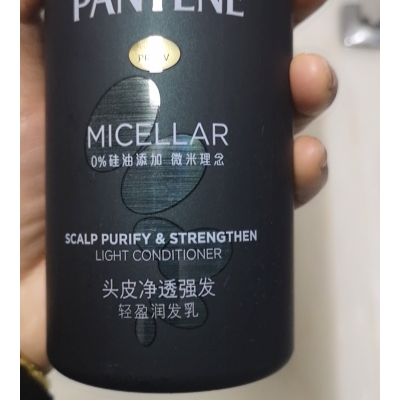 PANTENE
PRO-V
MICELLAR
0%硅油添加 微米理念
SCALP PURIFY & STRENGTHEN
LIGHT CONDITIONER
头皮净透强发
轻盈润发乳